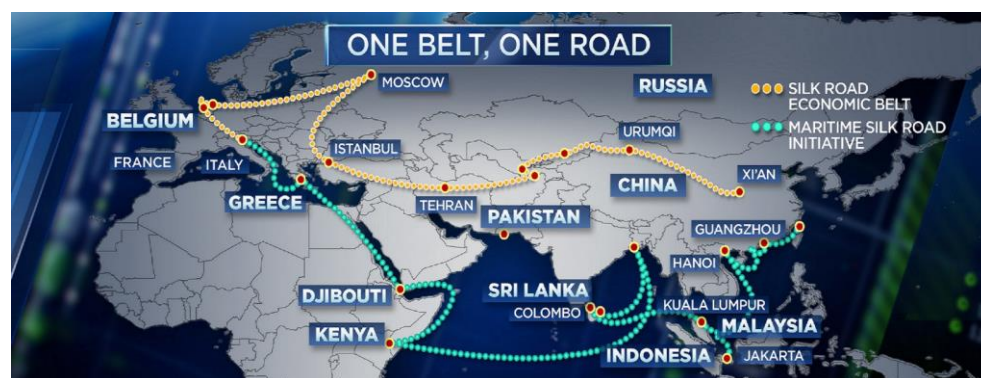 ONE BELT, ONE ROAD
MOSCOW
RUSSIA
SILK ROAD
ECONOMIC BELT
MARITIME SILK ROAD
INITIATIVE
BELGIUM
FRANCE
ITALY
ISTANBUL
URUMQI
XI'AN
GREECE
TEHRAN
CHINA
PAKISTAN
GUANGZHOU
HANOI
DJIBOUTI
SRI LANKA
COLOMBO
KUALA LUMPUR
KENYA
MALAYSIA
INDONESIA
JAKARTA